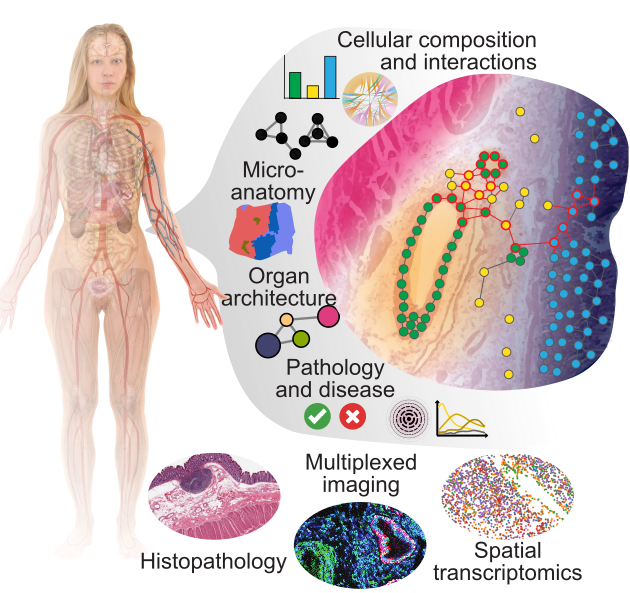 Cellular composition
and interactions
Micro-
anatomy
Organ
architecture
Pathology
and disease
Multiplexed
imaging
Histopathology
Spatial
transcriptomics